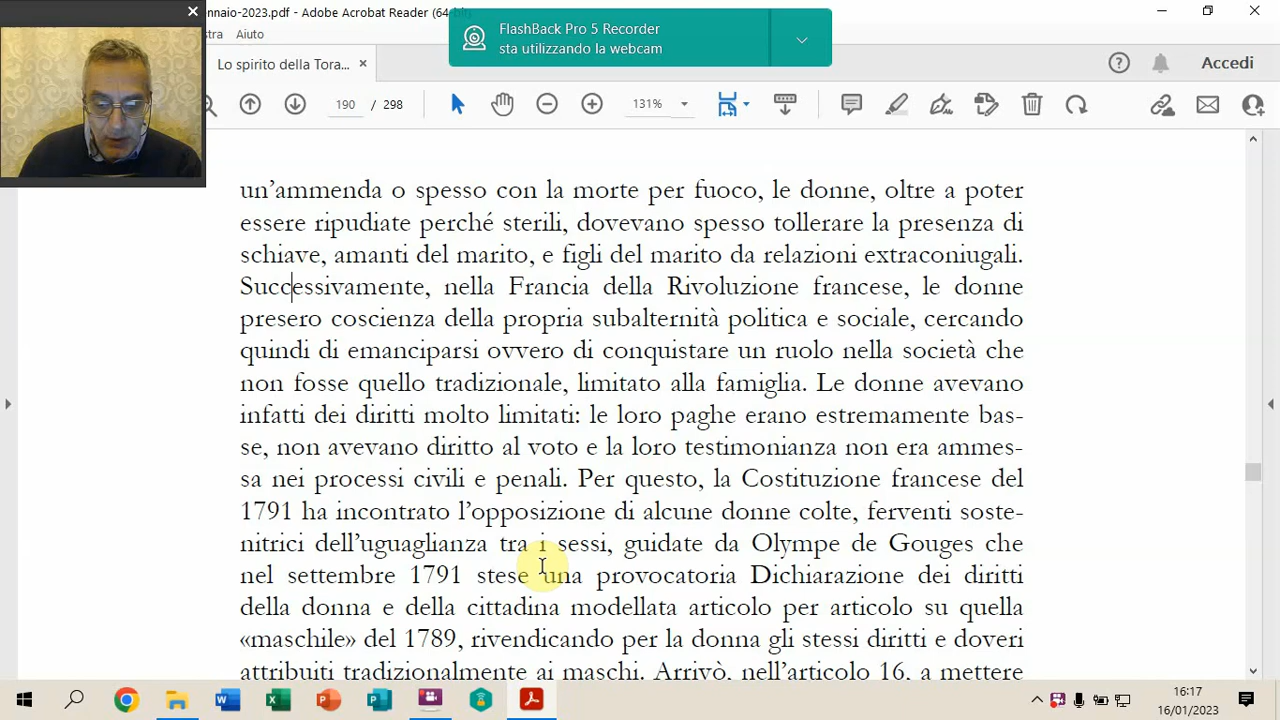 nnaio-2023.pdf - Adobe Acrobat Reader (64-bit)
FlashBack Pro 5 Recorder
sta utilizzando la webcam
stra Aiuto
Lo spirito della Tora...
Accedi
190 / 298
131%
un'ammenda o spesso con la morte per fuoco, le donne, oltre a poter
essere ripudiate perché sterili, dovevano spesso tollerare la presenza di
schiave, amanti del marito, e figli del marito da relazioni extraconiugali.
Successivamente, nella Francia della Rivoluzione francese, le donne
presero coscienza della propria subalternità politica e sociale, cercando
quindi di emanciparsi ovvero di conquistare un ruolo nella società che
non fosse quello tradizionale, limitato alla famiglia. Le donne avevano
infatti dei diritti molto limitati: le loro paghe erano estremamente bas-
se, non avevano diritto al voto e la loro testimonianza non era ammes-
sa nei processi civili e penali. Per questo, la Costituzione francese del
1791 ha incontrato l'opposizione di alcune donne colte, ferventi soste-
nitrici dell'uguaglianza tra i sessi, guidate da Olympe de Gouges che
nel settembre 1791 stese una provocatoria Dichiarazione dei diritti
della donna e della cittadina modellata articolo per articolo su quella
«maschile» del 1789, rivendicando per la donna gli stessi diritti e doveri
attribuiti tradizionalmente ai maschi. Arrivò, nell'articolo 16, a mettere
16:17
16/01/2023